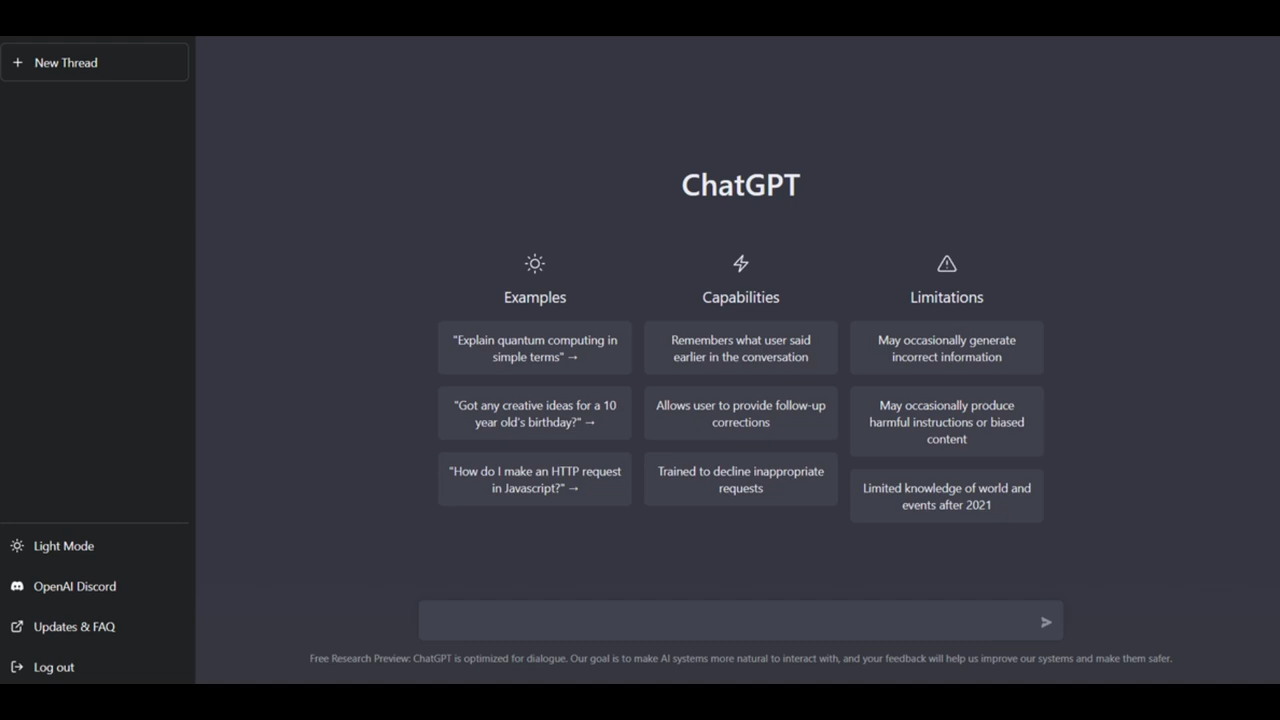 New Thread
ChatGPT
Examples
"Explain quantum computing in
simple terms" →
"Got any creative ideas for a 10
year old's birthday?" →
"How do I make an HTTP request
in Javascript?" →
Capabilities
Remembers what user said
earlier in the conversation
Allows user to provide follow-up
corrections
Trained to decline inappropriate
requests
Limitations
May occasionally generate
incorrect information
May occasionally produce
harmful instructions or biased
content
Limited knowledge of world and
events after 2021
Light Mode
OpenAI Discord
Updates & FAQ
Log out
Free Research Preview: ChatGPT is optimized for dialogue. Our goal is to make AI systems more natural to interact with, and your feedback will help us improve our systems and make them safer.